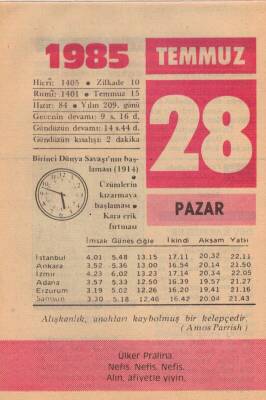 1985
TEMMUZ
28
PAZAR
Hicrî: 1405 • Zilkade 10
Rumî: 1401 • Temmuz 15
Hızır: 84 • Yılın 209. günü
Gecenin devamı: 9 s. 16 d.
Gündüzün devamı: 14 s. 44 d.
Gündüzün kısalışı: 2 dakika
Birinci Dünya Savaşı'nın baş-
laması (1914) •
Ürünlerin
kızarmaya
başlaması •
Kara erik
fırtınası
İmsak Güneş Öğle İkindi Akşam Yatsı
İstanbul 4,01 5.48 13,15 17,11 20,32 22,11
Ankara 3.52 5.36 13.00 16.54 20.14 21.50
İzmir 4.23 6.02 13.23 17.14 20.34 22.05
Adana 3.57 5.33 12.50 16.39 19.57 21.27
Erzurum 3.19 5.02 12.26 16.20 19.41 21.16
Samsun 3.30 5.18 12.46 16.42 20.04 21.43
Alışkanlık, anahtarı kaybolmuş bir kelepçedir.
(Amos Parrish)
Ülker Pralina.
Nefis. Nefis. Nefis.
Alın, afiyetle yiyin.